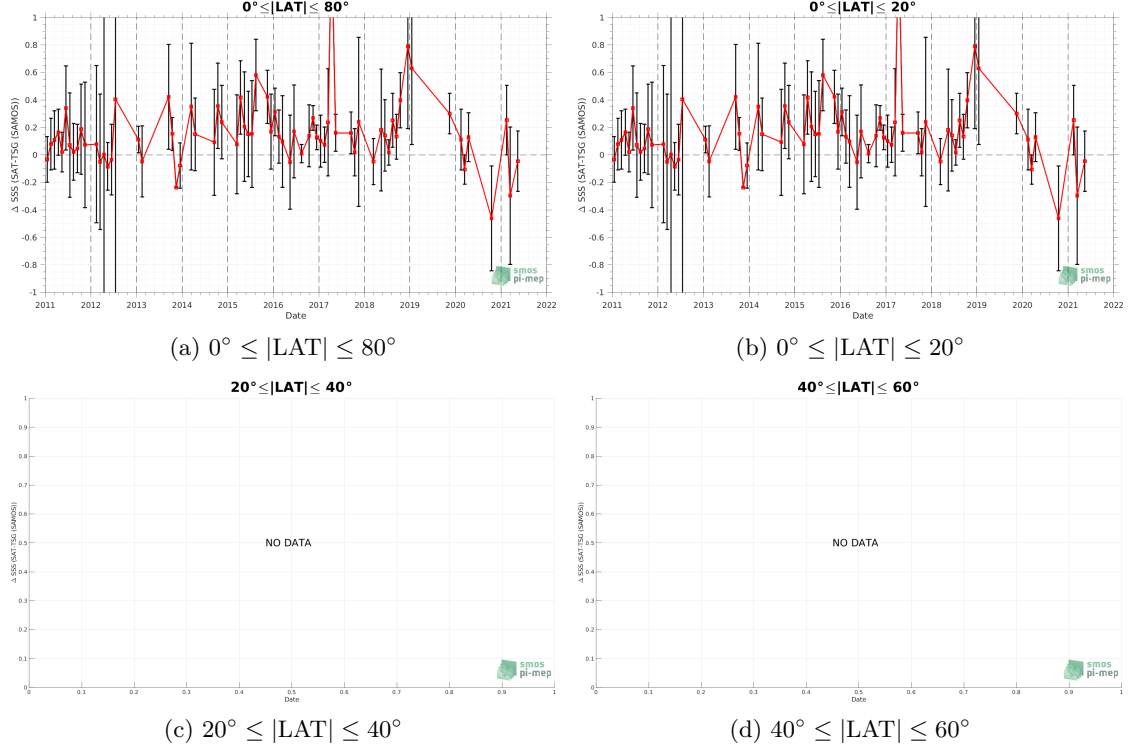 0°≤|LAT|≤ 80°
Δ SSS (SAT-TSG (SAMOS))
1
0.8
0.6
0.4
0.2
0
-0.2
-0.4
-0.6
-0.8
-1
2011 2012 2013 2014 2015 2016 2017 2018 2019 2020 2021 2022
Date
smos
pi-mep
(a) 0° ≤ |LAT| ≤ 80°
0°≤|LAT|≤ 20°
Δ SSS (SAT-TSG (SAMOS))
1
0.8
0.6
0.4
0.2
0
-0.2
-0.4
-0.6
-0.8
-1
2011 2012 2013 2014 2015 2016 2017 2018 2019 2020 2021 2022
Date
smos
pi-mep
(b) 0° ≤ |LAT| ≤ 20°
20°≤|LAT|≤ 40°
Δ SSS (SAT-TSG (SAMOS))
1
0.9
0.8
0.7
0.6
0.5
0.4
0.3
0.2
0.1
0
NO DATA
0 0.1 0.2 0.3 0.4 0.5 0.6 0.7 0.8 0.9 1
Date
smos
pi-mep
(c) 20° ≤ |LAT| ≤ 40°
40°≤|LAT|≤ 60°
Δ SSS (SAT-TSG (SAMOS))
1
0.9
0.8
0.7
0.6
0.5
0.4
0.3
0.2
0.1
0
NO DATA
0 0.1 0.2 0.3 0.4 0.5 0.6 0.7 0.8 0.9 1
Date
smos
pi-mep
(d) 40° ≤ |LAT| ≤ 60°